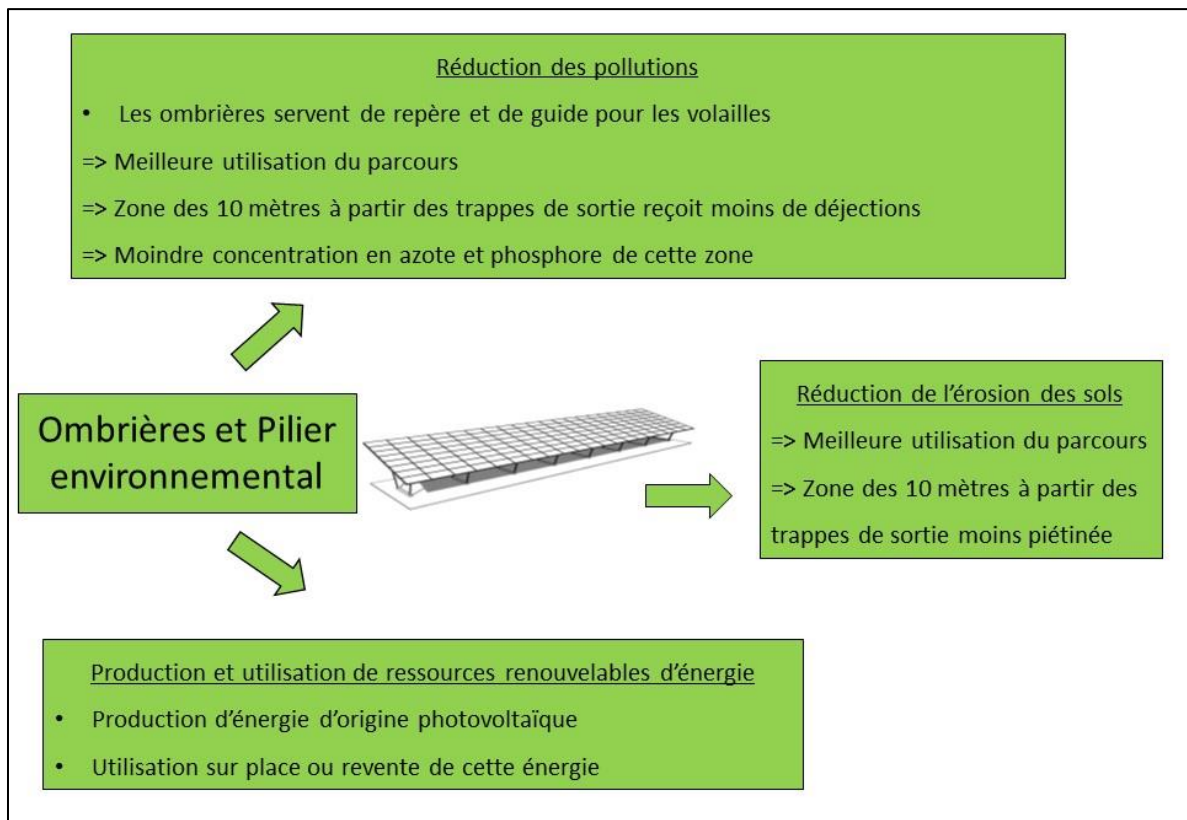 Réduction des pollutions
• Les ombrières servent de repère et de guide pour les volailles
=> Meilleure utilisation du parcours
=> Zone des 10 mètres à partir des trappes de sortie reçoit moins de déjections
=> Moindre concentration en azote et phosphore de cette zone
Ombrières et Pilier
environnemental
Réduction de l’érosion des sols
=> Meilleure utilisation du parcours
=> Zone des 10 mètres à partir des
trappes de sortie moins piétinée
Production et utilisation de ressources renouvelables d’énergie
• Production d’énergie d’origine photovoltaïque
• Utilisation sur place ou revente de cette énergie